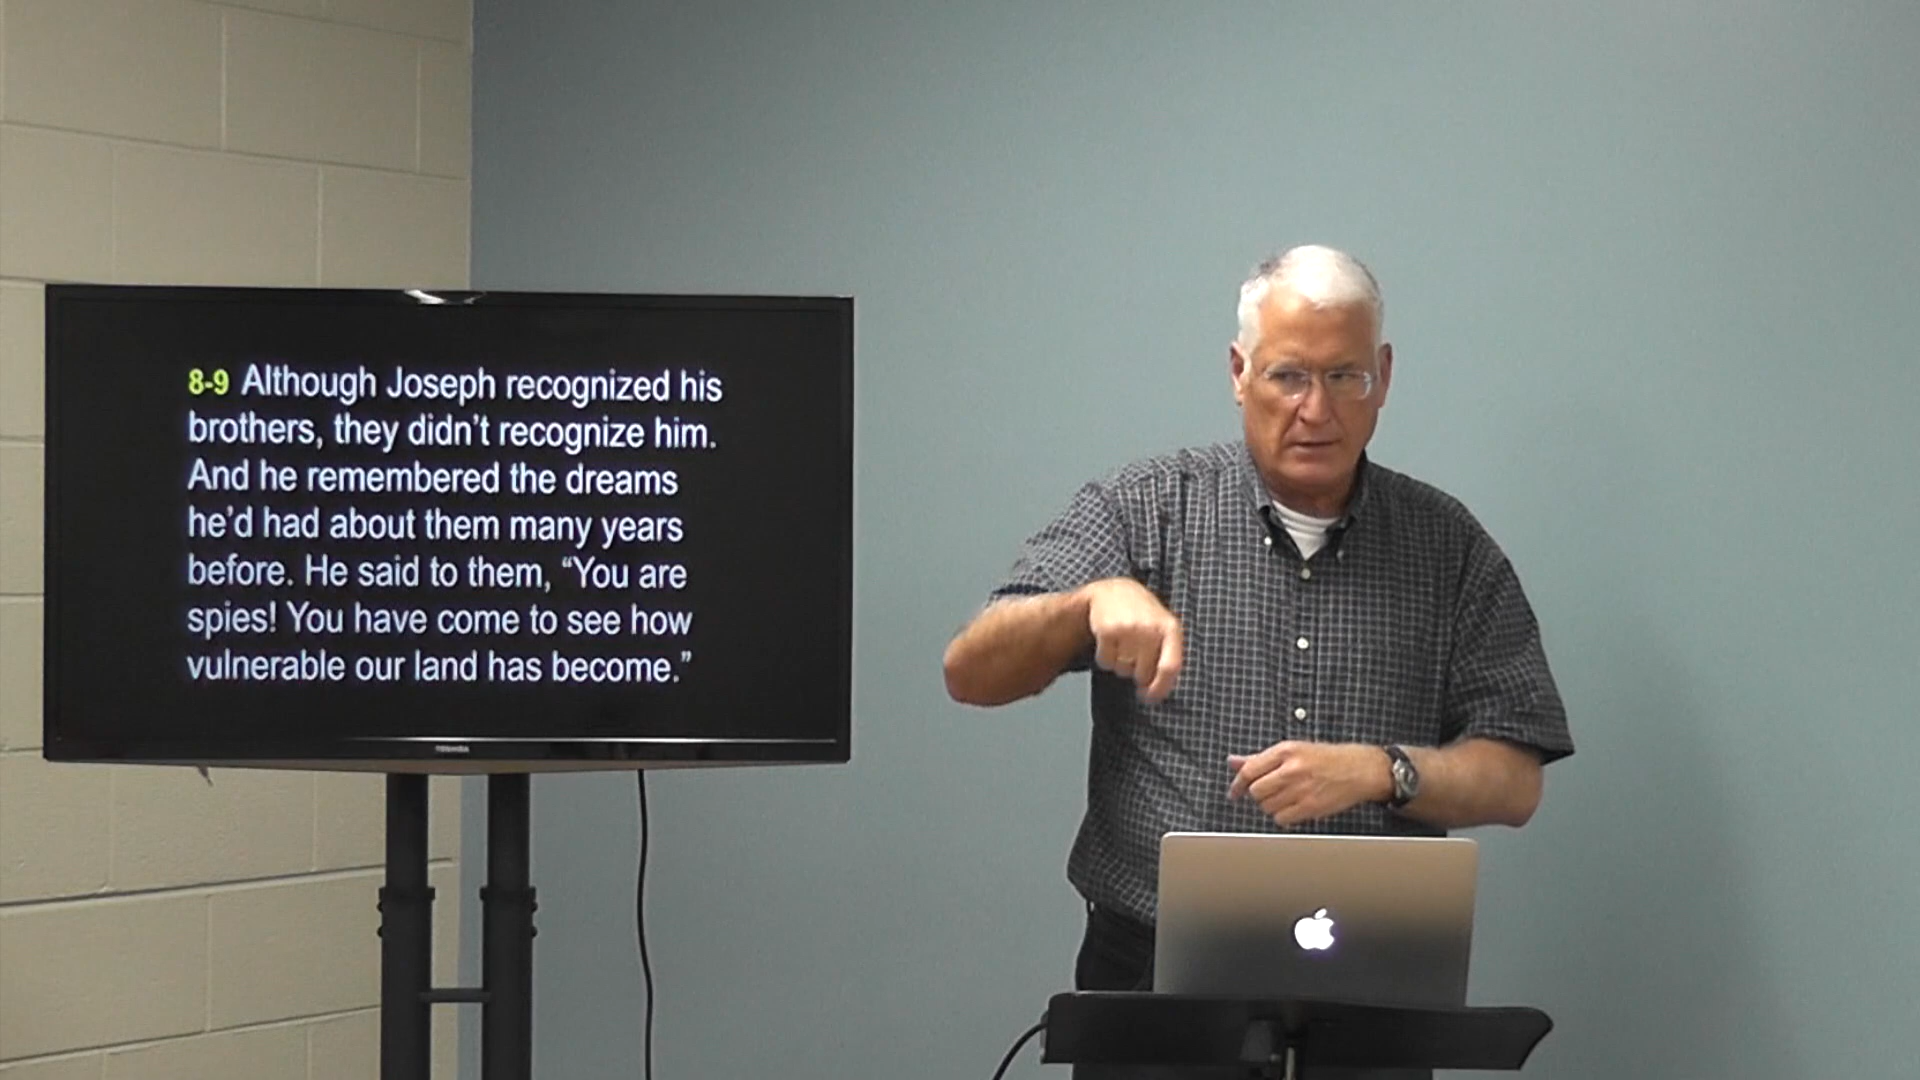 8-9 Although Joseph recognized his
brothers, they didn’t recognize him.
And he remembered the dreams
he’d had about them many years
before. He said to them, “You are
spies! You have come to see how
vulnerable our land has become.”
TOSHIBA